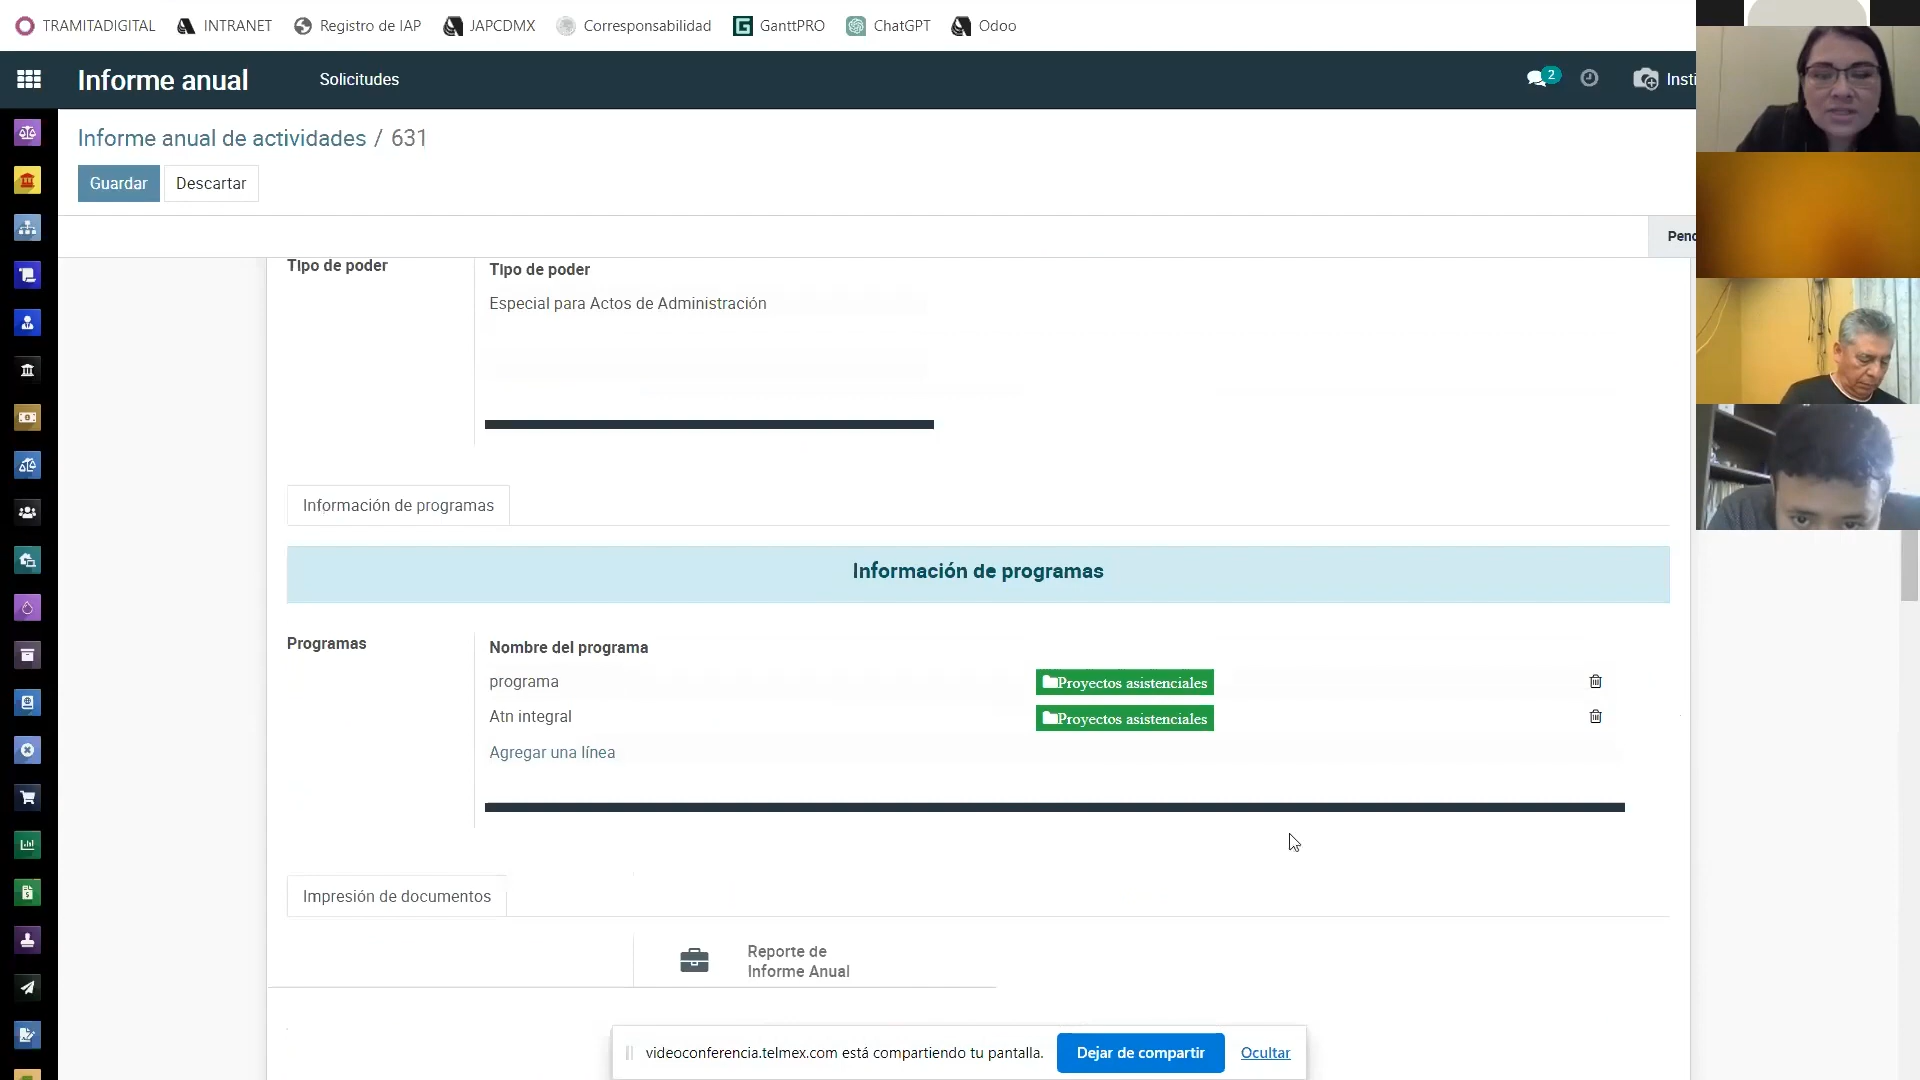 TRAMITADIGITAL INTRANET Registro de IAP JAPCDMX Corresponsabilidad GanttPRO ChatGPT Odoo
Informe anual Solicitudes 2 Insti
Informe anual de actividades / 631
Guardar Descartar
Pend
Tipo de poder Tipo de poder
Especial para Actos de Administración
Información de programas
Información de programas
Programas Nombre del programa
programa Proyectos asistenciales
Atn integral Proyectos asistenciales
Agregar una línea
Impresión de documentos
Reporte de
Informe Anual
videoconferencia.telmex.com está compartiendo tu pantalla. Dejar de compartir Ocultar